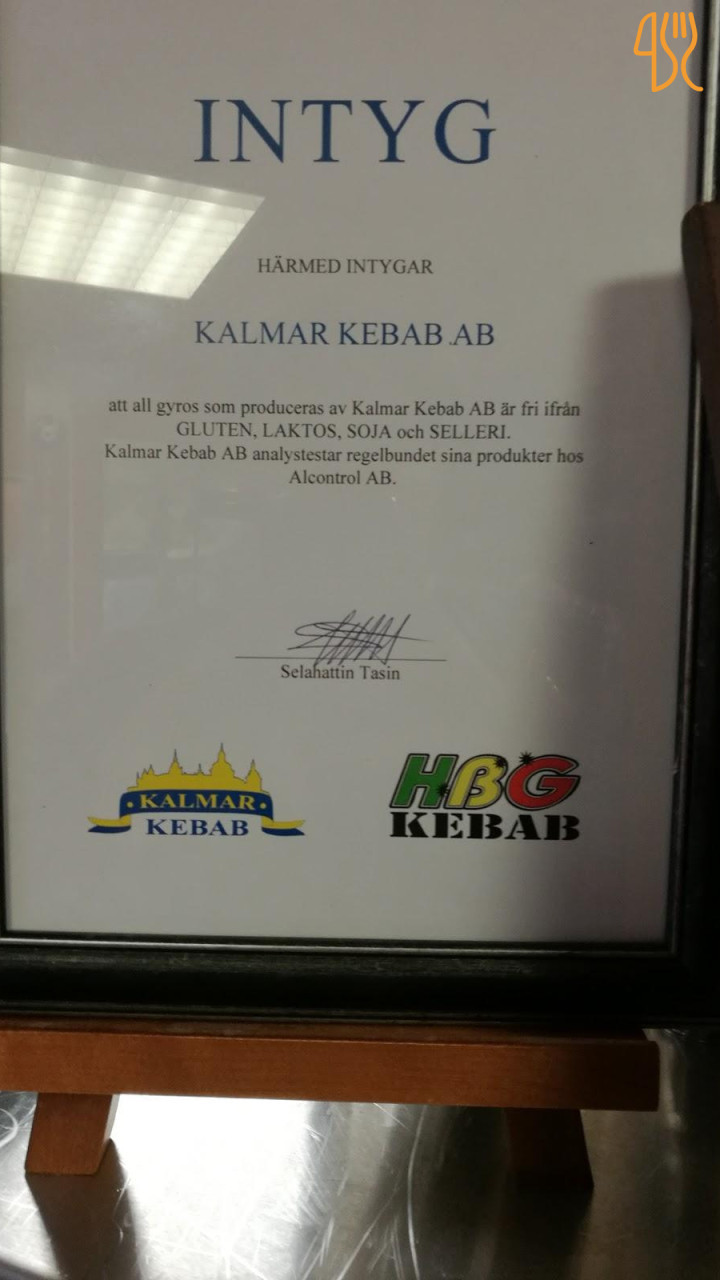 INTYG
HÄRMED INTYGAR
KALMAR KEBAB AB
att all gyros som produceras av Kalmar Kebab AB är fri ifrån
GLUTEN, LAKTOS, SOJA och SELLERI.
Kalmar Kebab AB analystestar regelbundet sina produkter hos
Alcontrol AB.
Selahattin Tasin
KALMAR
KEBAB
HBG
KEBAB